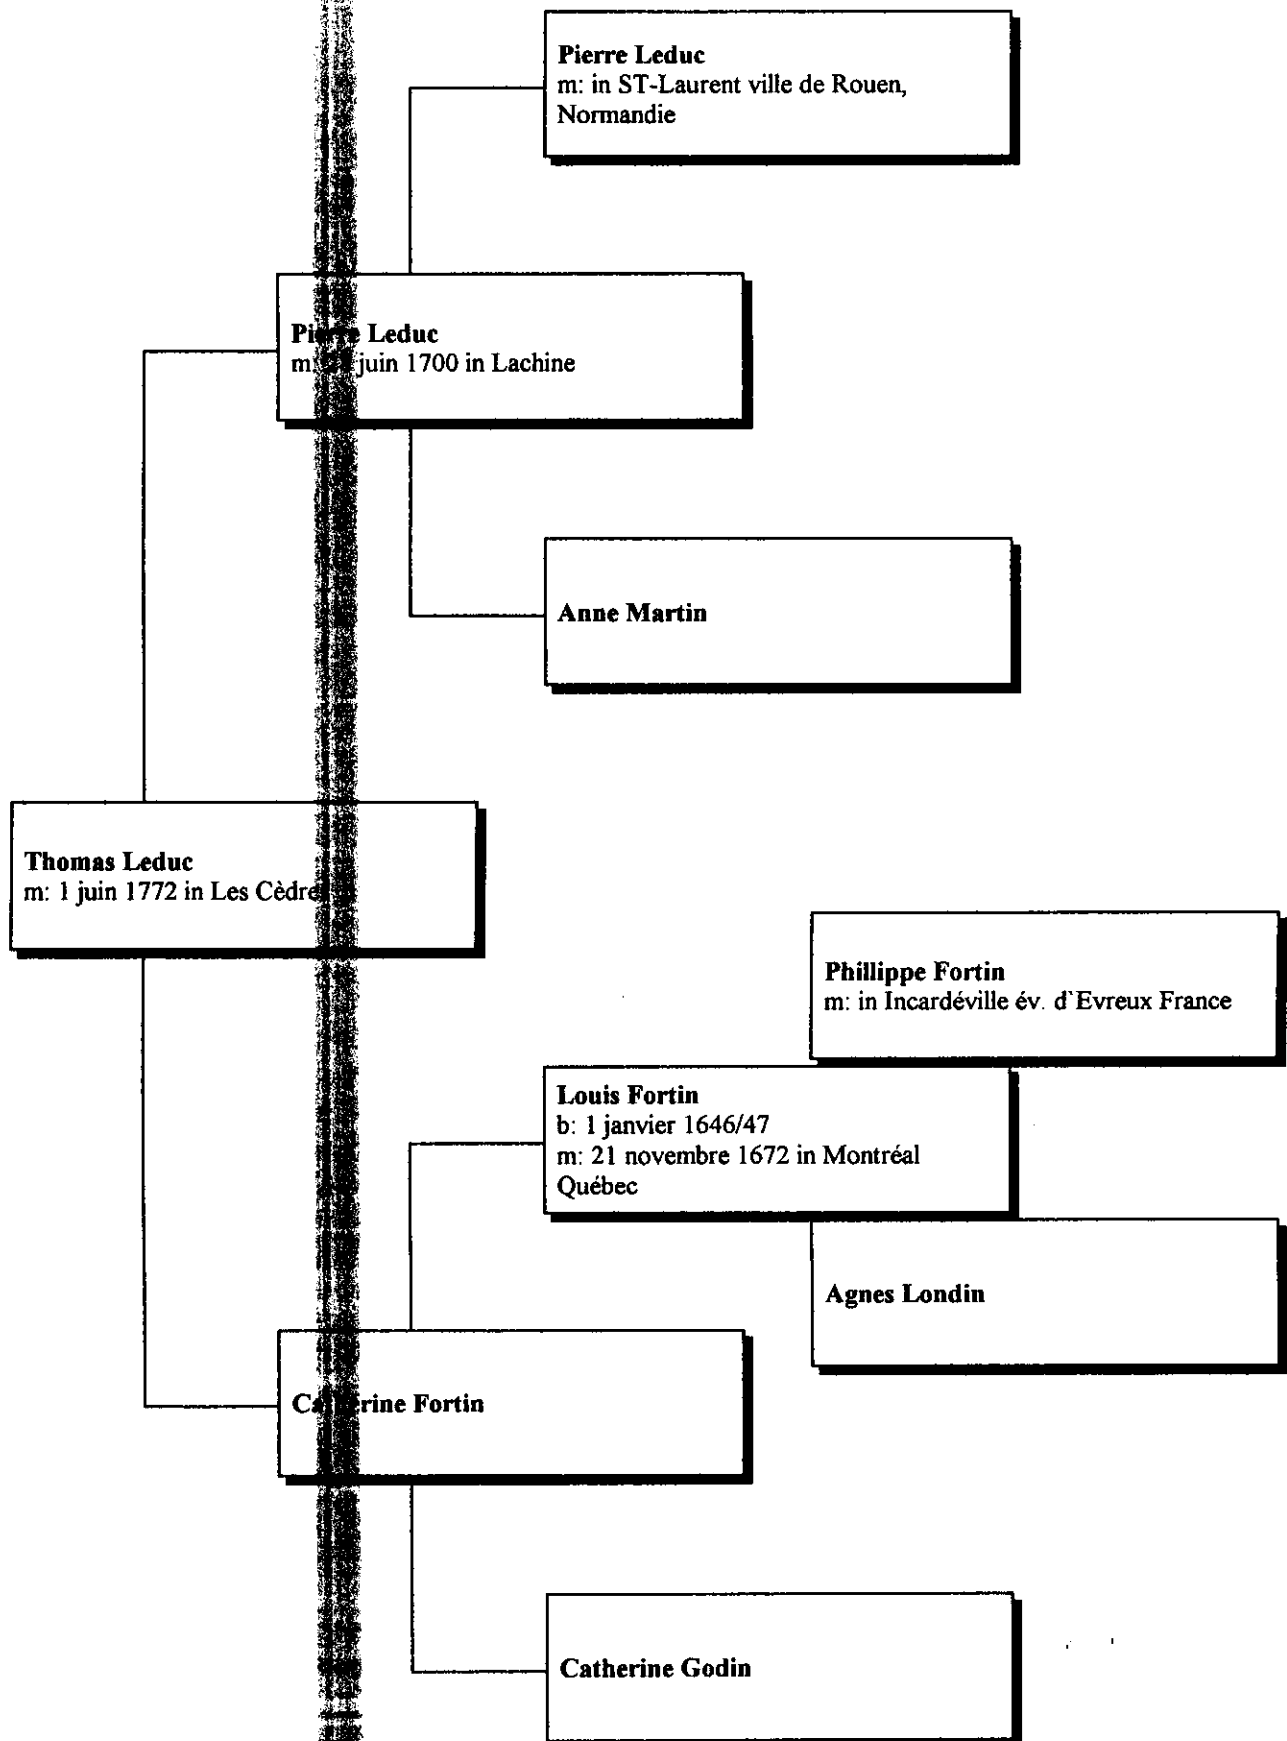 Pierre Leduc
m: in ST-Laurent ville de Rouen,
Normandie
Pierre Leduc
m: juin 1700 in Lachine
Anne Martin
Thomas Leduc
m: 1 juin 1772 in Les Cèdre
Phillippe Fortin
m: in Incardéville év. d`Evreux France
Louis Fortin
b: 1 janvier 1646/47
m: 21 novembre 1672 in Montréal
Québec
Agnes Londin
Catherine Fortin
Catherine Godin